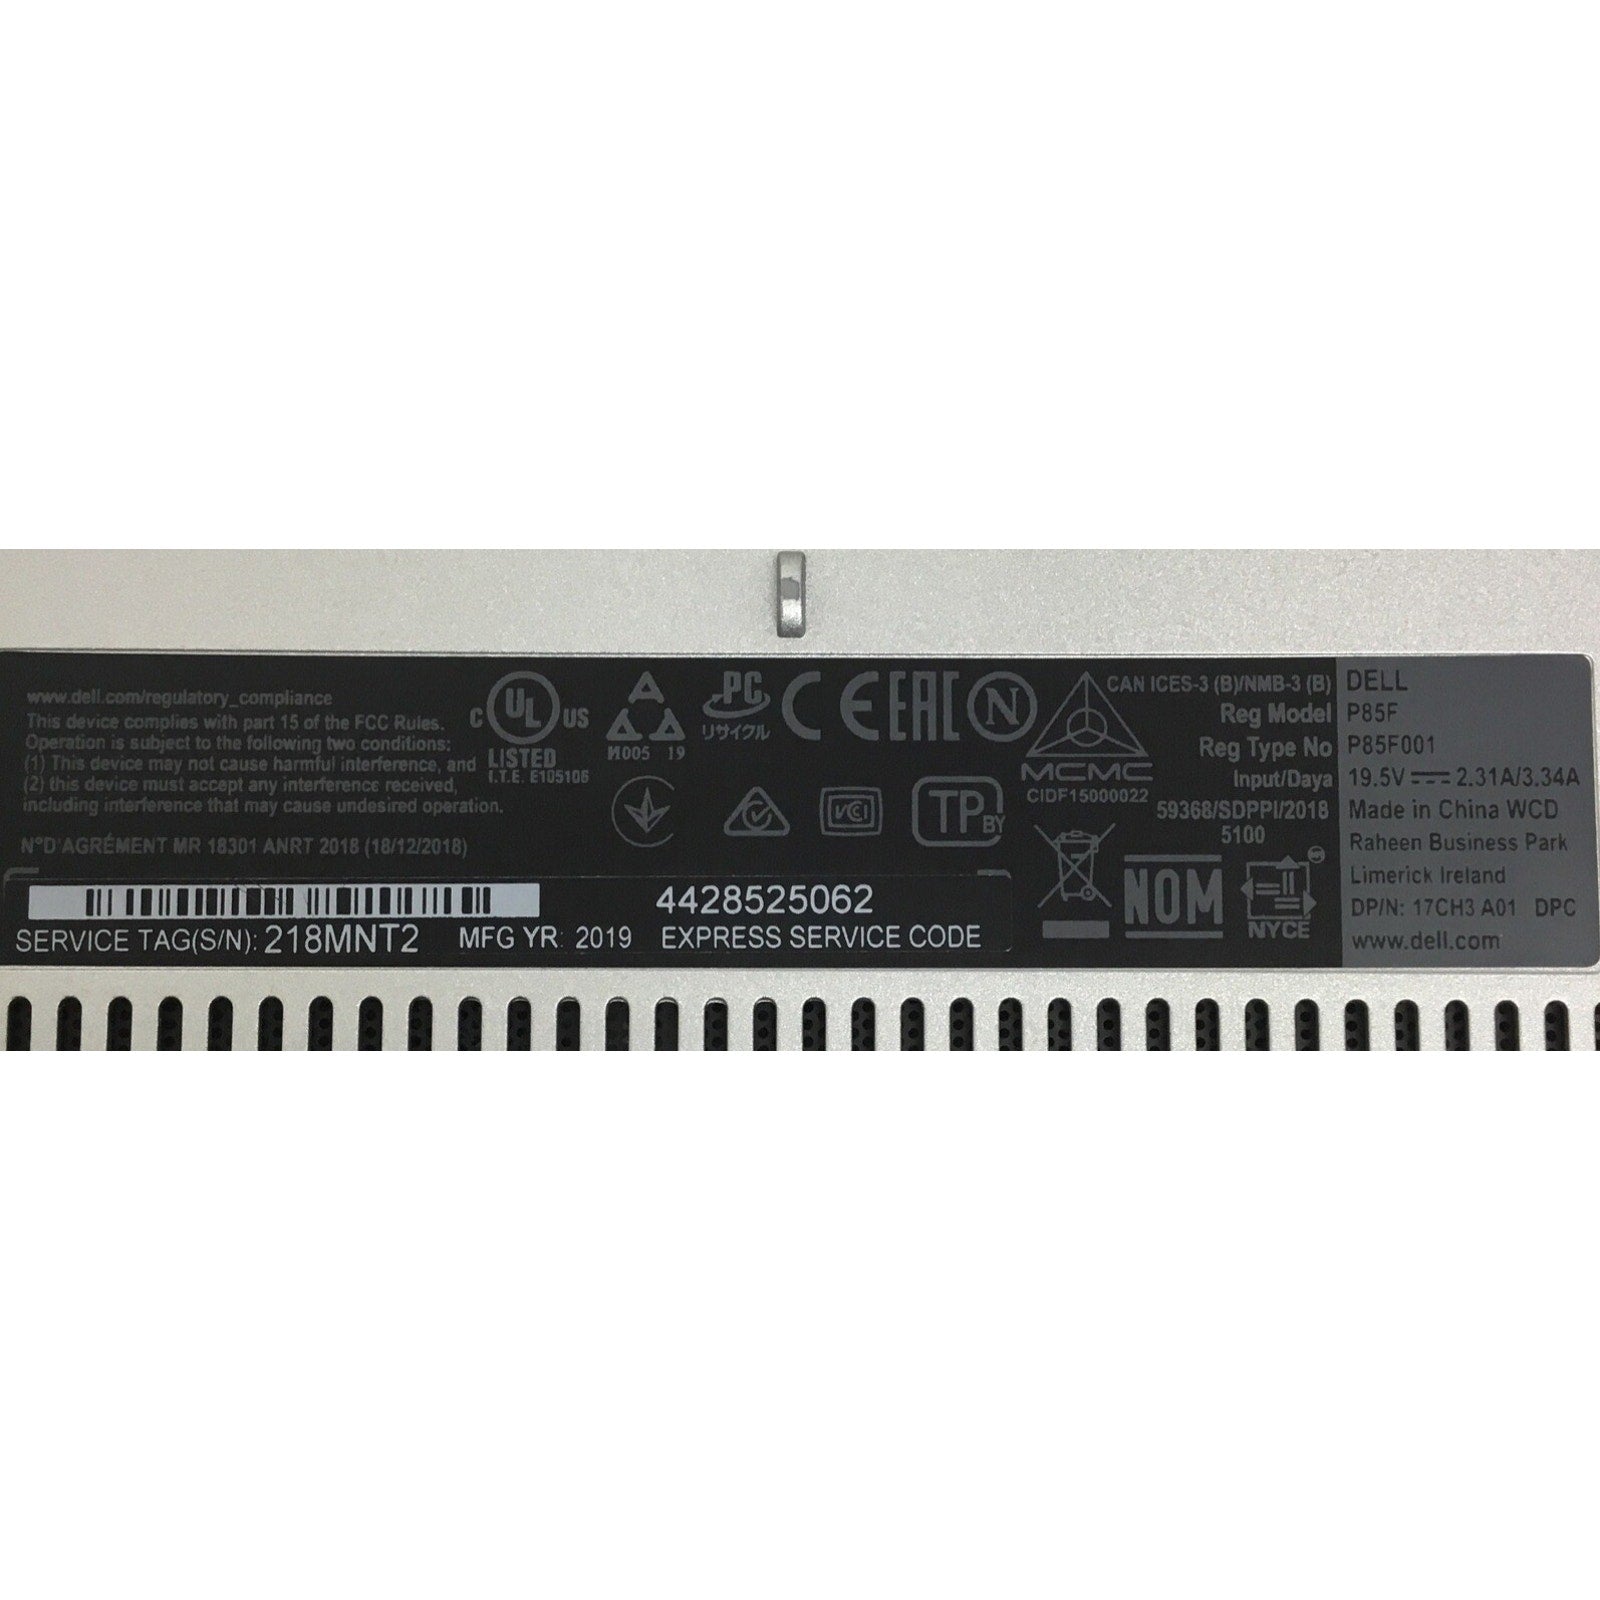 www.dell.com/regulatory_compliance
This device complies with part 15 of the FCC Rules.
Operation is subject to the following two conditions:
(1) This device may not cause harmful interference, and
(2) this device must accept any interference received,
including interference that may cause undesired operation.
N°D'AGRÉMENT MR 18301 ANRT 2018 (18/12/2018)
C UL US
LISTED
I.T.E. E105106
И005 19
PC
リサイクル
CE EAC N
VCCI
TP BY
MCMC
CIDF15000022
CAN ICES-3 (B)/NMB-3 (B)
Reg Model
Reg Type No
Input/Daya
59368/SDPPI/2018
5100
NOM
NYCE
DELL
P85F
P85F001
19.5V⎓2.31A/3.34A
Made in China WCD
Raheen Business Park
Limerick Ireland
DP/N: 17CH3 A01 DPC
www.dell.com
4428525062
SERVICE TAG(S/N): 218MNT2 MFG YR: 2019 EXPRESS SERVICE CODE